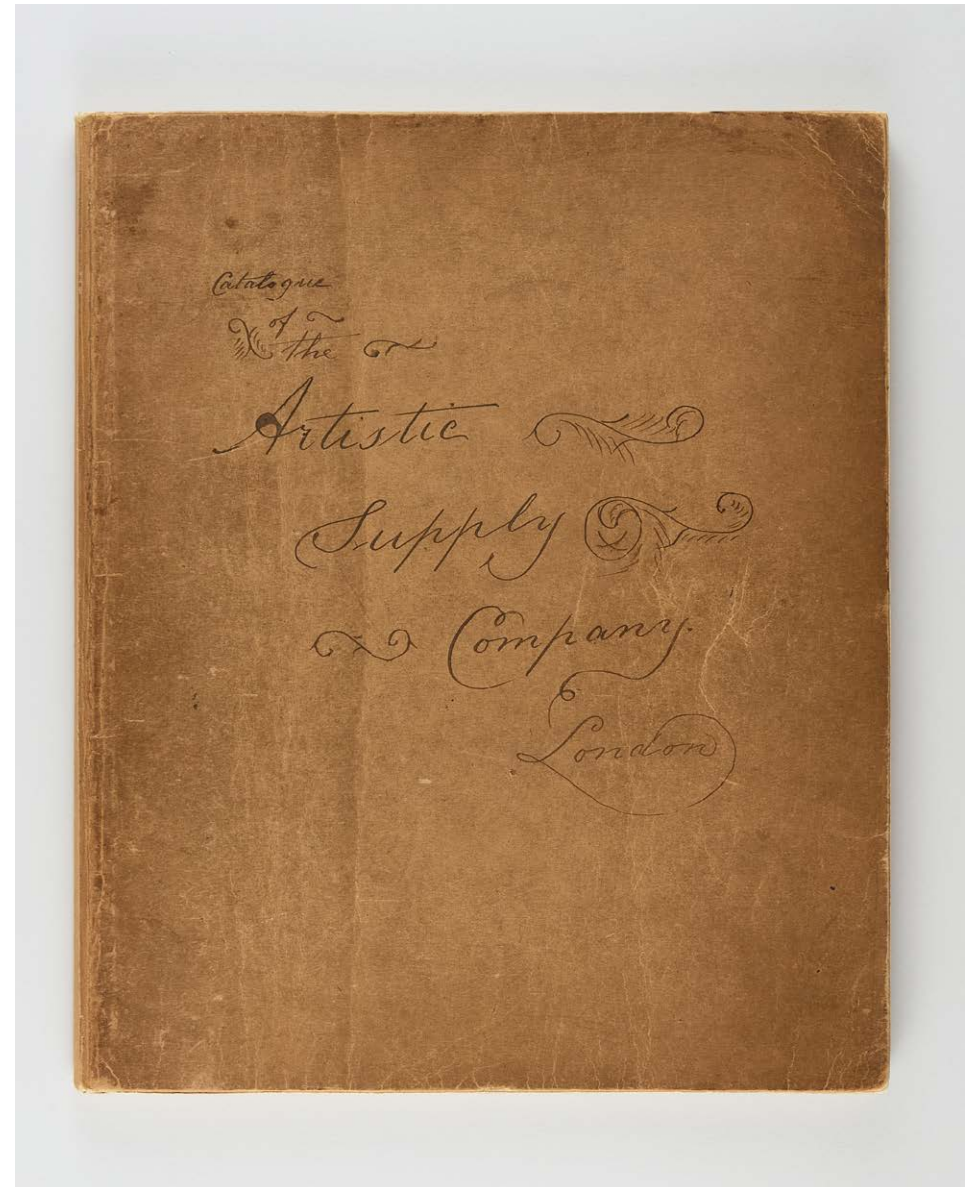 Catalogue
of
the
Artistic
Supply
Company.
London